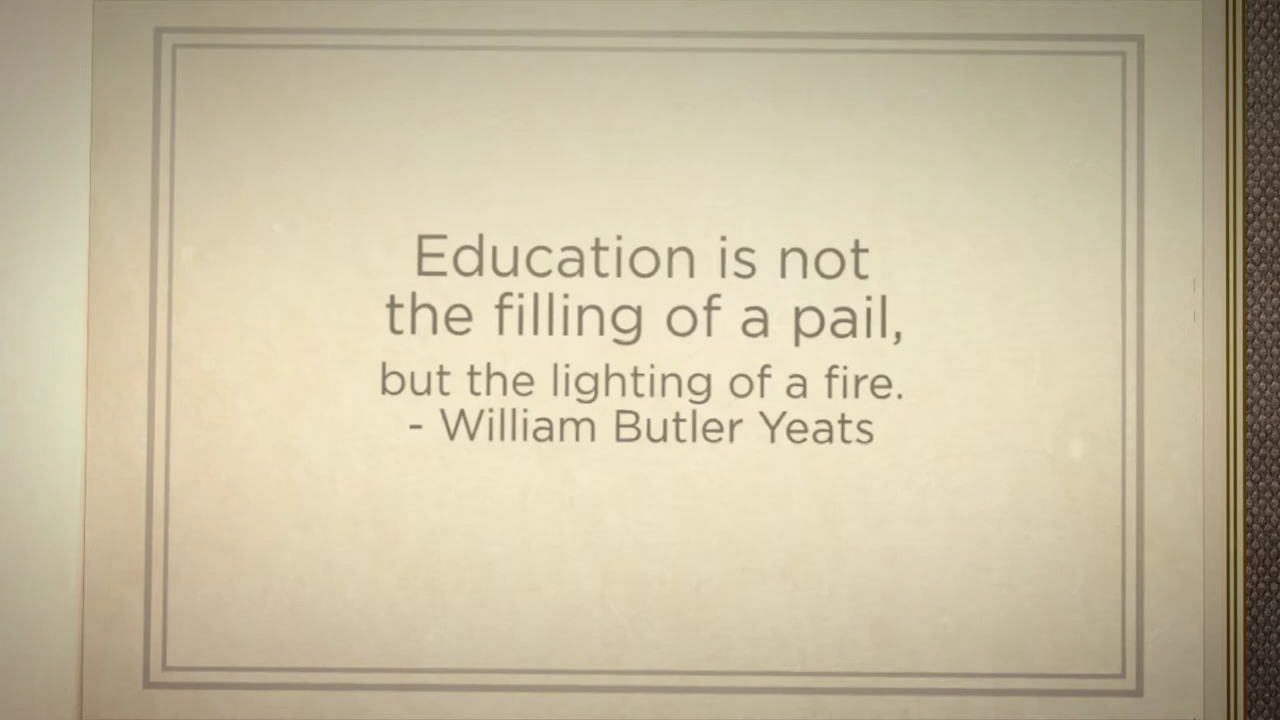 Education is not
the filling of a pail,
but the lighting of a fire.
- William Butler Yeats